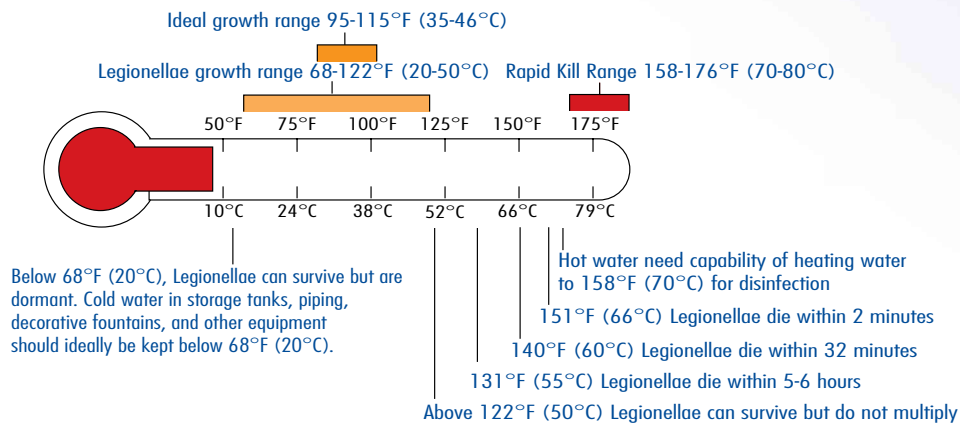 Ideal growth range 95-115°F (35-46°C)
Legionellae growth range 68-122°F (20-50°C) Rapid Kill Range 158-176°F (70-80°C)
50°F 75°F 100°F 125°F 150°F 175°F
10°C 24°C 38°C 52°C 66°C 79°C
Below 68°F (20°C), Legionellae can survive but are
dormant. Cold water in storage tanks, piping,
decorative fountains, and other equipment
should ideally be kept below 68°F (20°C).
Hot water need capability of heating water
to 158°F (70°C) for disinfection
151°F (66°C) Legionellae die within 2 minutes
140°F (60°C) Legionellae die within 32 minutes
131°F (55°C) Legionellae die within 5-6 hours
Above 122°F (50°C) Legionellae can survive but do not multiply